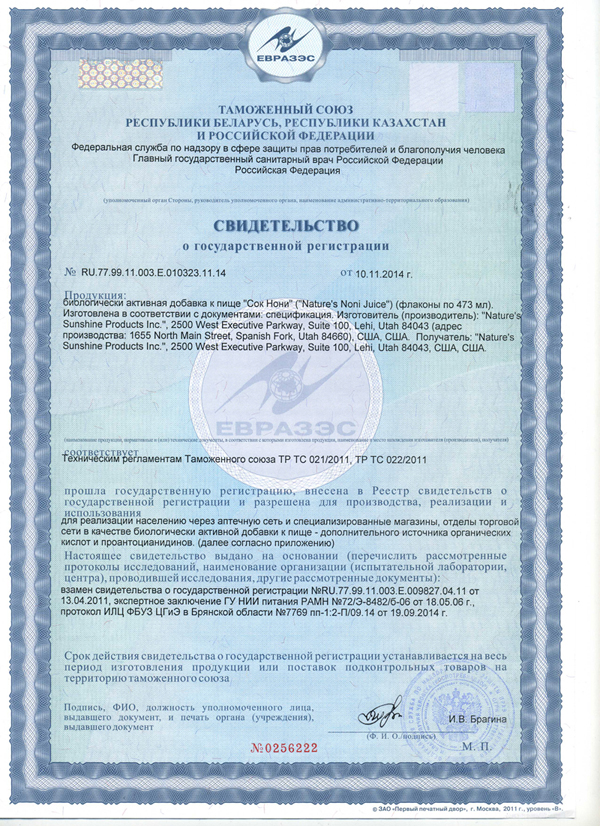 ЕВРАЗЭС
ТАМОЖЕННЫЙ СОЮЗ
РЕСПУБЛИКИ БЕЛАРУСЬ, РЕСПУБЛИКИ КАЗАХСТАН
И РОССИЙСКОЙ ФЕДЕРАЦИИ
Федеральная служба по надзору в сфере защиты прав потребителей и благополучия человека
Главный государственный санитарный врач Российской Федерации
Российская Федерация
(уполномоченный орган Стороны, руководитель уполномоченного органа, наименование административно-территориального образования)
СВИДЕТЕЛЬСТВО
о государственной регистрации
№ RU.77.99.11.003.Е.010323.11.14 от 10.11.2014 г.
Продукция:
биологически активная добавка к пище "Сок Нони" ("Nature's Noni Juice") (флаконы по 473 мл).
Изготовлена в соответствии с документами: спецификация. Изготовитель (производитель): "Nature's
Sunshine Products Inc.", 2500 West Executive Parkway, Suite 100, Lehi, Utah 84043 (адрес
производства: 1655 North Main Street, Spanish Fork, Utah 84660), США, США. Получатель: "Nature's
Sunshine Products Inc.", 2500 West Executive Parkway, Suite 100, Lehi, Utah 84043, США, США.
ЕВРАЗЭС
(наименование продукции, нормативные и (или) технические документы, в соответствии с которыми изготовлена продукция, наименование и место нахождения изготовителя (производителя), получателя)
соответствует
Техническим регламентам Таможенного союза ТР ТС 021/2011, ТР ТС 022/2011
прошла государственную регистрацию, внесена в Реестр свидетельств о
государственной регистрации и разрешена для производства, реализации и
использования
для реализации населению через аптечную сеть и специализированные магазины, отделы торговой
сети в качестве биологически активной добавки к пище - дополнительного источника органических
кислот и проантоцианидинов. (далее согласно приложению)
Настоящее свидетельство выдано на основании (перечислить рассмотренные
протоколы исследований, наименование организации (испытательной лаборатории,
центра), проводившей исследования, другие рассмотренные документы):
взамен свидетельства о государственной регистрации №RU.77.99.11.003.Е.009827.04.11 от
13.04.2011, экспертное заключение ГУ НИИ питания РАМН №72/Э-8482/б-06 от 18.05.06 г.,
протокол ИЛЦ ФБУЗ ЦГиЭ в Брянской области №7769 пп-1:2-П/09.14 от 19.09.2014 г.
Срок действия свидетельства о государственной регистрации устанавливается на весь
период изготовления продукции или поставок подконтрольных товаров на
территорию таможенного союза
Подпись, ФИО, должность уполномоченного лица,
выдавшего документ, и печать органа (учреждения),
выдавшего документ
И.В. Брагина
(Ф. И. О./подпись)
М. П.
№0256222
© ЗАО «Первый печатный двор», г. Москва, 2011 г., уровень «В».